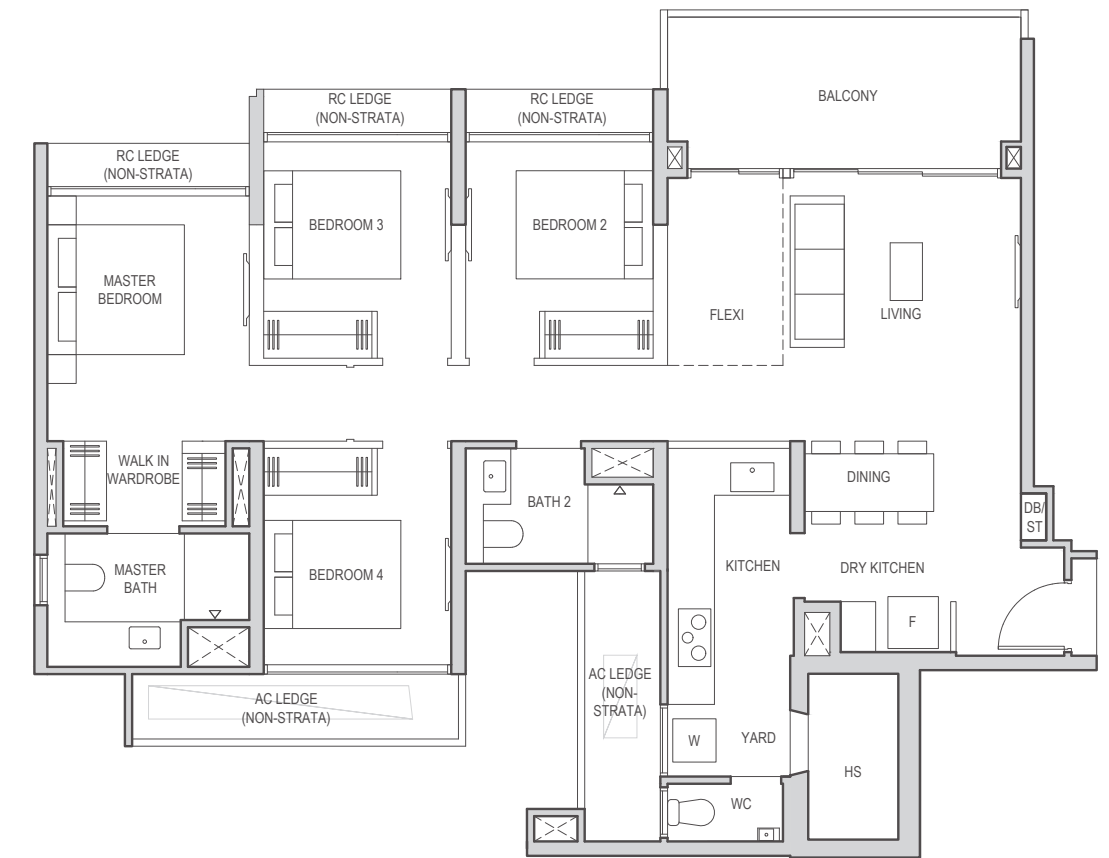 BALCONY
RC LEDGE
(NON-STRATA)
RC LEDGE
(NON-STRATA)
RC LEDGE
(NON-STRATA)
BEDROOM 3
BEDROOM 2
MASTER
BEDROOM
FLEXI
LIVING
WALK IN
WARDROBE
DINING
BATH 2
DB/
ST
MASTER
BATH
BEDROOM 4
KITCHEN
DRY KITCHEN
F
AC LEDGE
(NON-STRATA)
AC LEDGE
(NON-
STRATA)
W
YARD
HS
WC